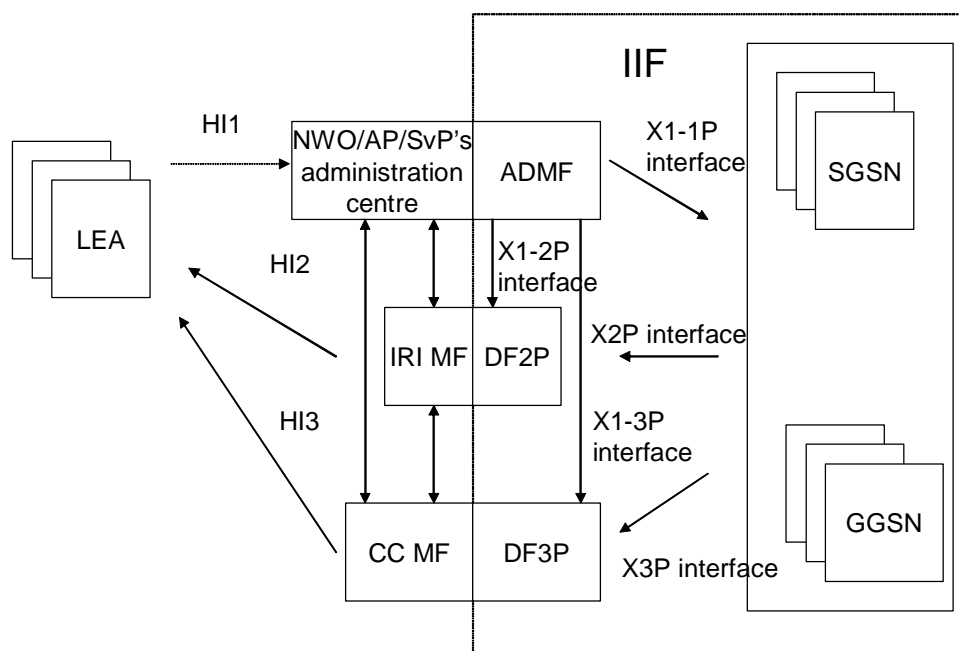 IIF
HI1
NWO/AP/SvP's
administration
centre
ADMF
X1-1P
interface
SGSN
LEA
HI2
X1-2P
interface
IRI MF
DF2P
X2P interface
HI3
X1-3P
interface
CC MF
DF3P
GGSN
X3P interface